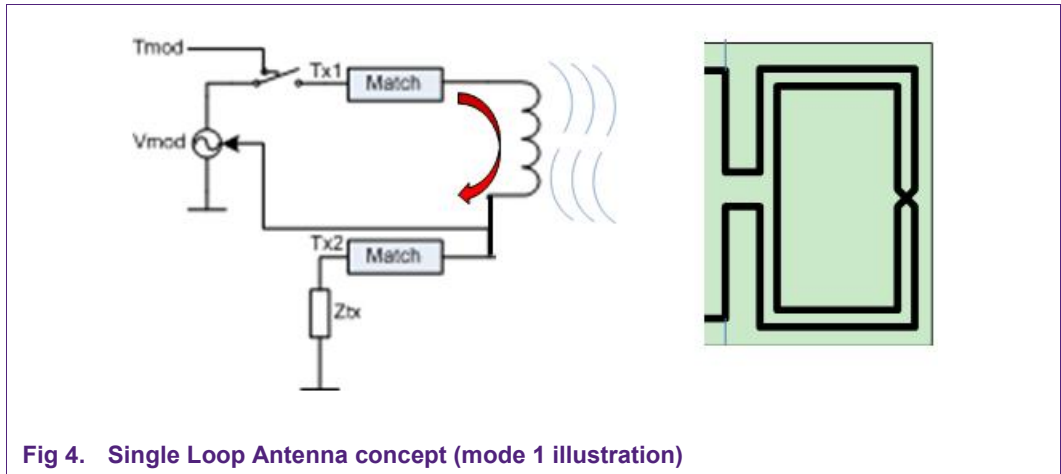 Tmod
Tx1
Match
Vmod
Tx2
Match
Ztx
Fig 4. Single Loop Antenna concept (mode 1 illustration)